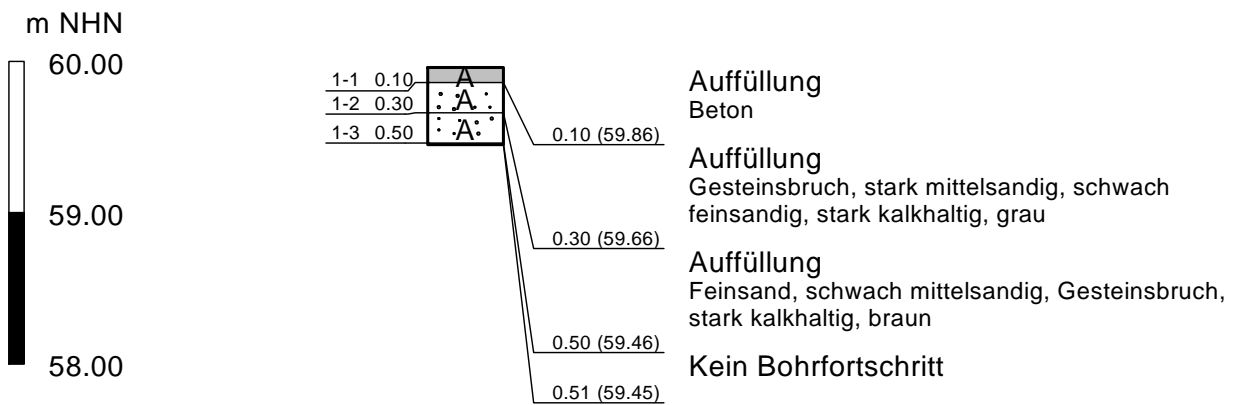 m NHN
60.00
59.00
58.00
1-1 0.10
1-2 0.30
1-3 0.50
A
A
A
0.10 (59.86)
Auffüllung
Beton
0.30 (59.66)
Auffüllung
Gesteinsbruch, stark mittelsandig, schwach
feinsandig, stark kalkhaltig, grau
0.50 (59.46)
Auffüllung
Feinsand, schwach mittelsandig, Gesteinsbruch,
stark kalkhaltig, braun
0.51 (59.45)
Kein Bohrfortschritt